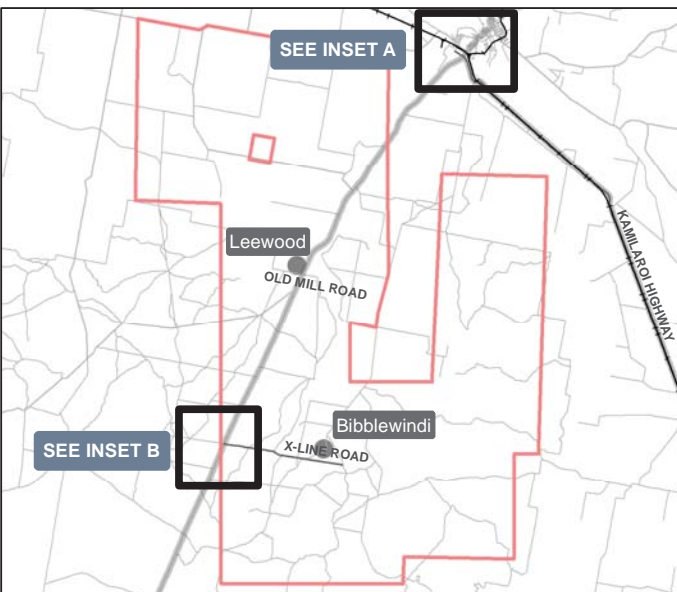 SEE INSET A
KAMILAROI HIGHWAY
Leewood
OLD MILL ROAD
Bibblewindi
SEE INSET B
X-LINE ROAD